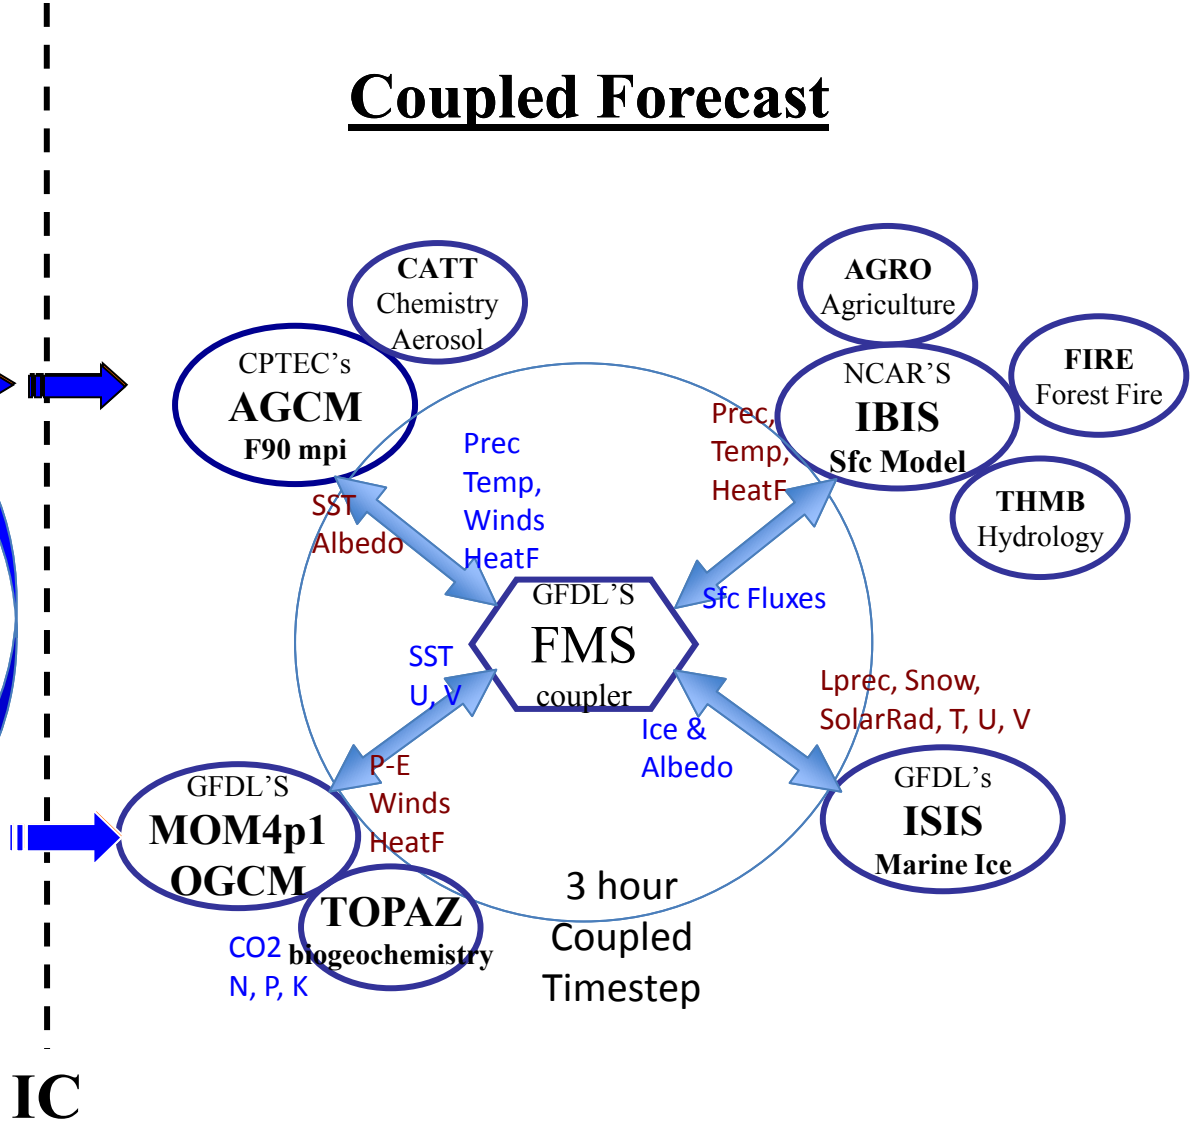 Coupled Forecast
CATT
Chemistry
Aerosol
CPTEC’s
AGCM
F90 mpi
AGRO
Agriculture
FIRE
Forest Fire
NCAR’S
IBIS
Sfc Model
THMB
Hydrology
SST
Albedo
Prec
Temp,
Winds
HeatF
Prec,
Temp,
HeatF
Sfc Fluxes
GFDL’S
FMS
coupler
SST
U, V
P-E
Winds
HeatF
Ice &
Albedo
Lprec, Snow,
SolarRad, T, U, V
GFDL’S
MOM4p1
OGCM
GFDL’s
ISIS
Marine Ice
TOPAZ
biogeochemistry
CO2
N, P, K
3 hour
Coupled
Timestep
IC